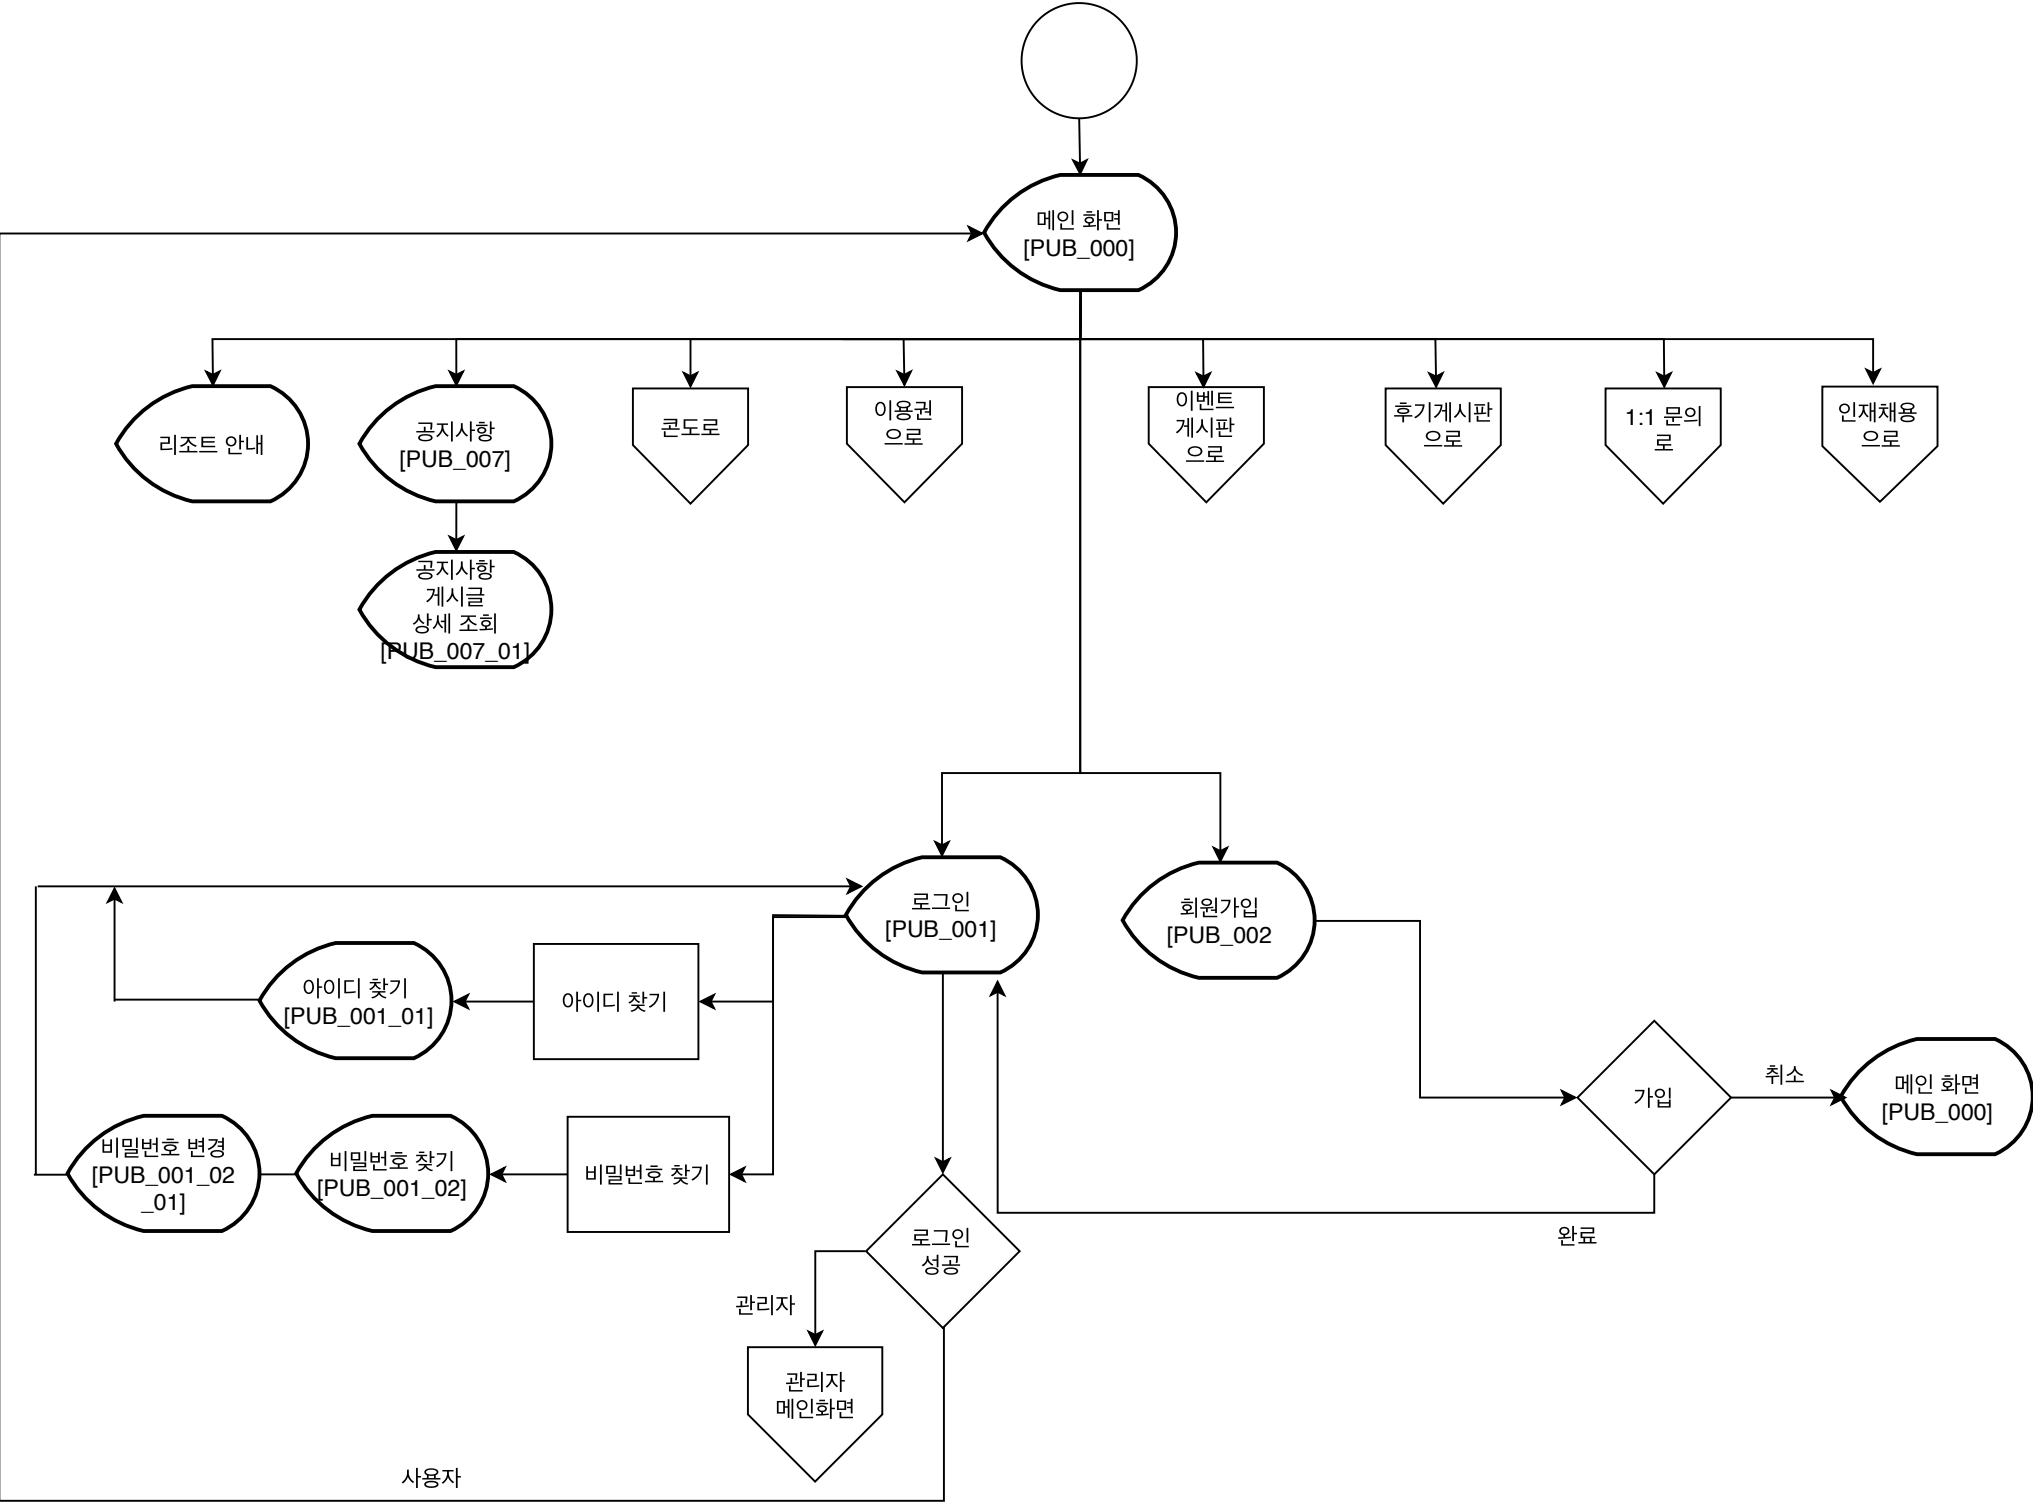 메인 화면
[PUB_000]
리조트 안내
공지사항
[PUB_007]
콘도로
이용권
으로
이벤트
게시판
으로
후기게시판
으로
1:1 문의
로
인재채용
으로
공지사항
게시글
상세 조회
[PUB_007_01]
로그인
[PUB_001]
회원가입
[PUB_002
아이디 찾기
[PUB_001_01]
아이디 찾기
가입
취소
메인 화면
[PUB_000]
비밀번호 변경
[PUB_001_02
_01]
비밀번호 찾기
[PUB_001_02]
비밀번호 찾기
로그인
성공
완료
관리자
관리자
메인화면
사용자